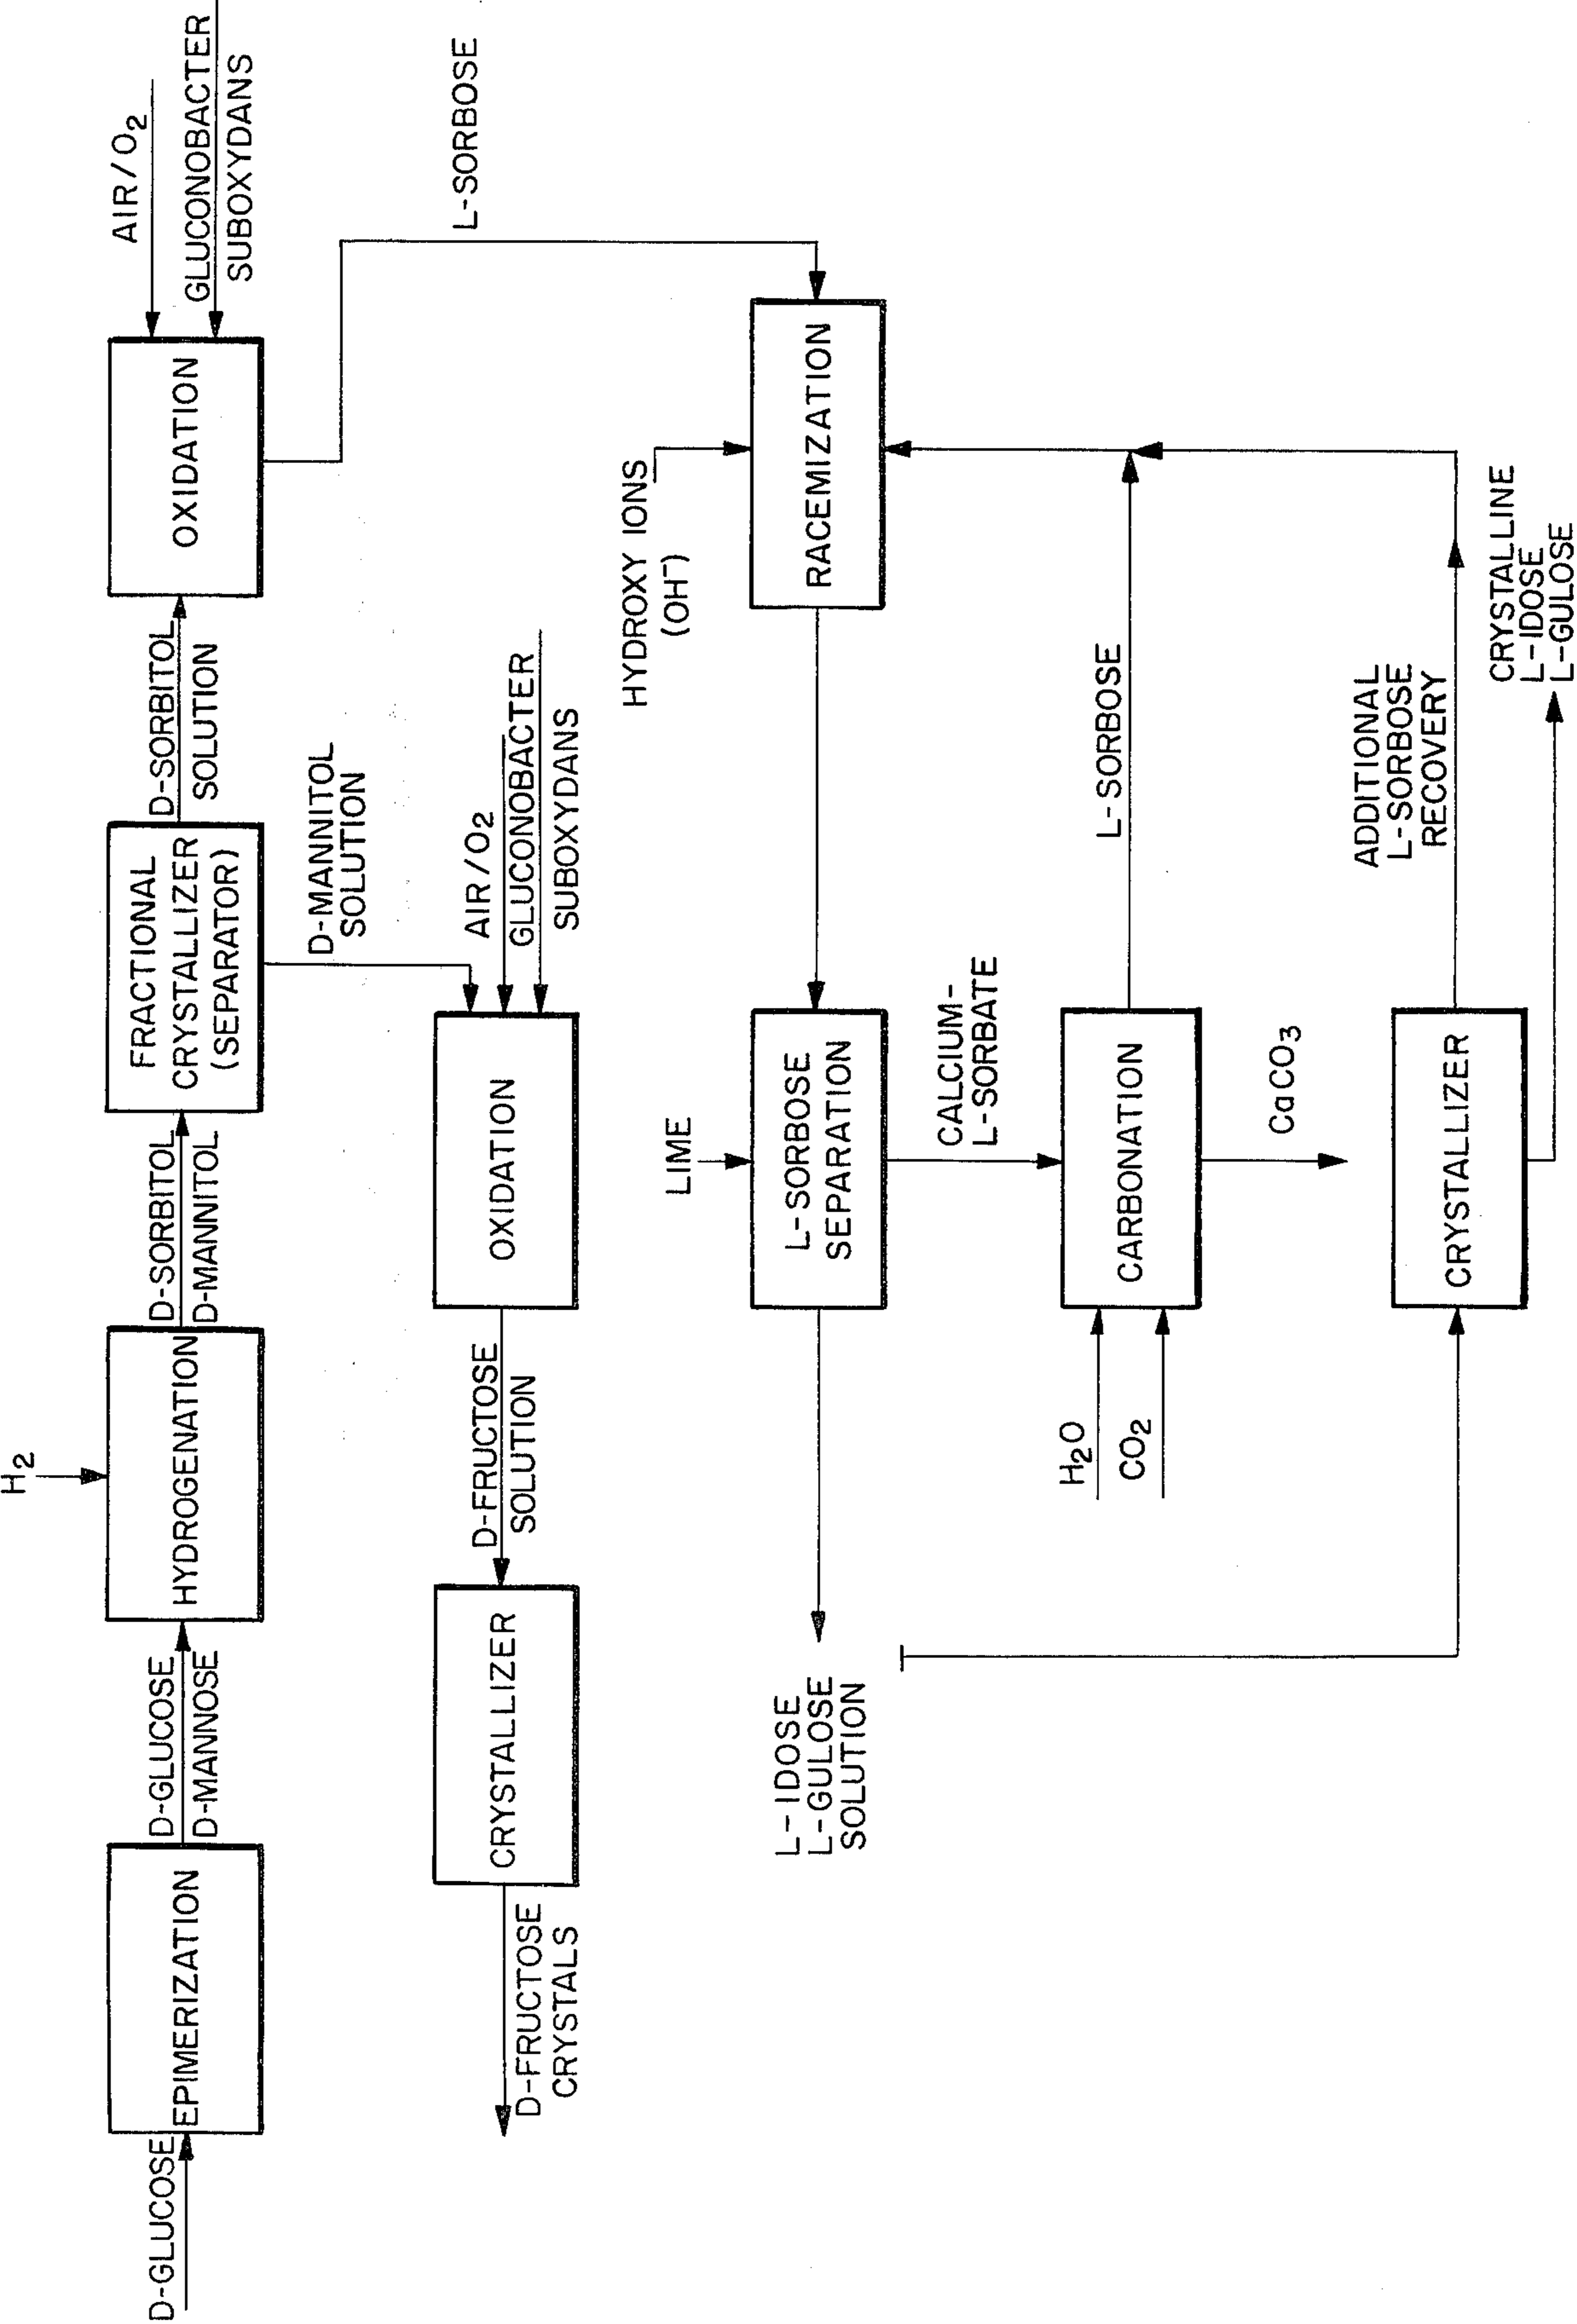 D-GLUCOSE
EPIMERIZATION
D-GLUCOSE
D-MANNOSE
H2
HYDROGENATION
D-SORBITOL
D-MANNITOL
FRACTIONAL
CRYSTALLIZER
(SEPARATOR)
D-SORBITOL
SOLUTION
OXIDATION
AIR/O2
GLUCONOBACTER
SUBOXYDANS
D-MANNITOL
SOLUTION
AIR/O2
GLUCONOBACTER
SUBOXYDANS
OXIDATION
D-FRUCTOSE
SOLUTION
CRYSTALLIZER
D-FRUCTOSE
CRYSTALS
L-SORBOSE
HYDROXY IONS
(OH-)
RACEMIZATION
LIME
L-SORBOSE
SEPARATION
L-IDOSE
L-GULOSE
SOLUTION
CALCIUM-
L-SORBATE
H2O
CO2
CARBONATION
L-SORBOSE
CaCO3
CRYSTALLIZER
ADDITIONAL
L-SORBOSE
RECOVERY
CRYSTALLINE
L-IDOSE
L-GULOSE